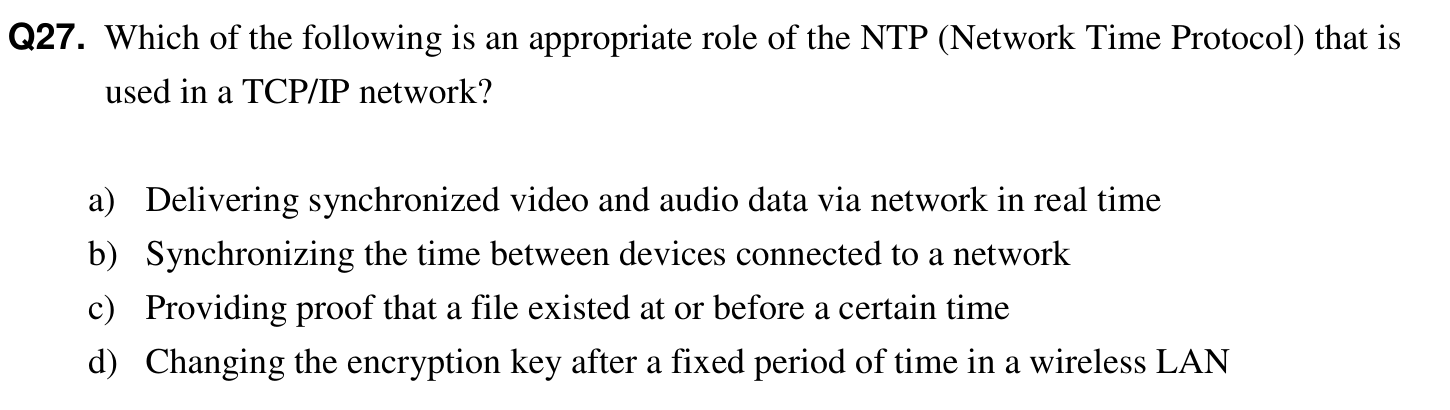 Q27. Which of the following is an appropriate role of the NTP (Network Time Protocol) that is
used in a TCP/IP network?
a) Delivering synchronized video and audio data via network in real time
b) Synchronizing the time between devices connected to a network
c) Providing proof that a file existed at or before a certain time
d) Changing the encryption key after a fixed period of time in a wireless LAN